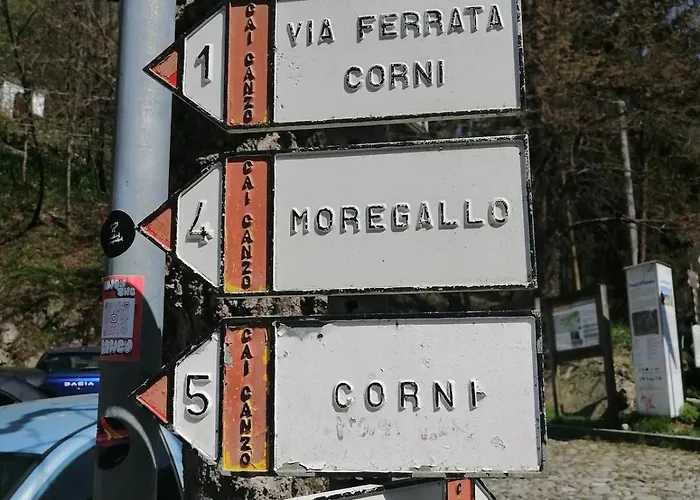 1 CAI CANZO VIA FERRATA
CORNI
4 CAI CANZO MOREGALLO
5 CAI CANZO CORNI
DACIA